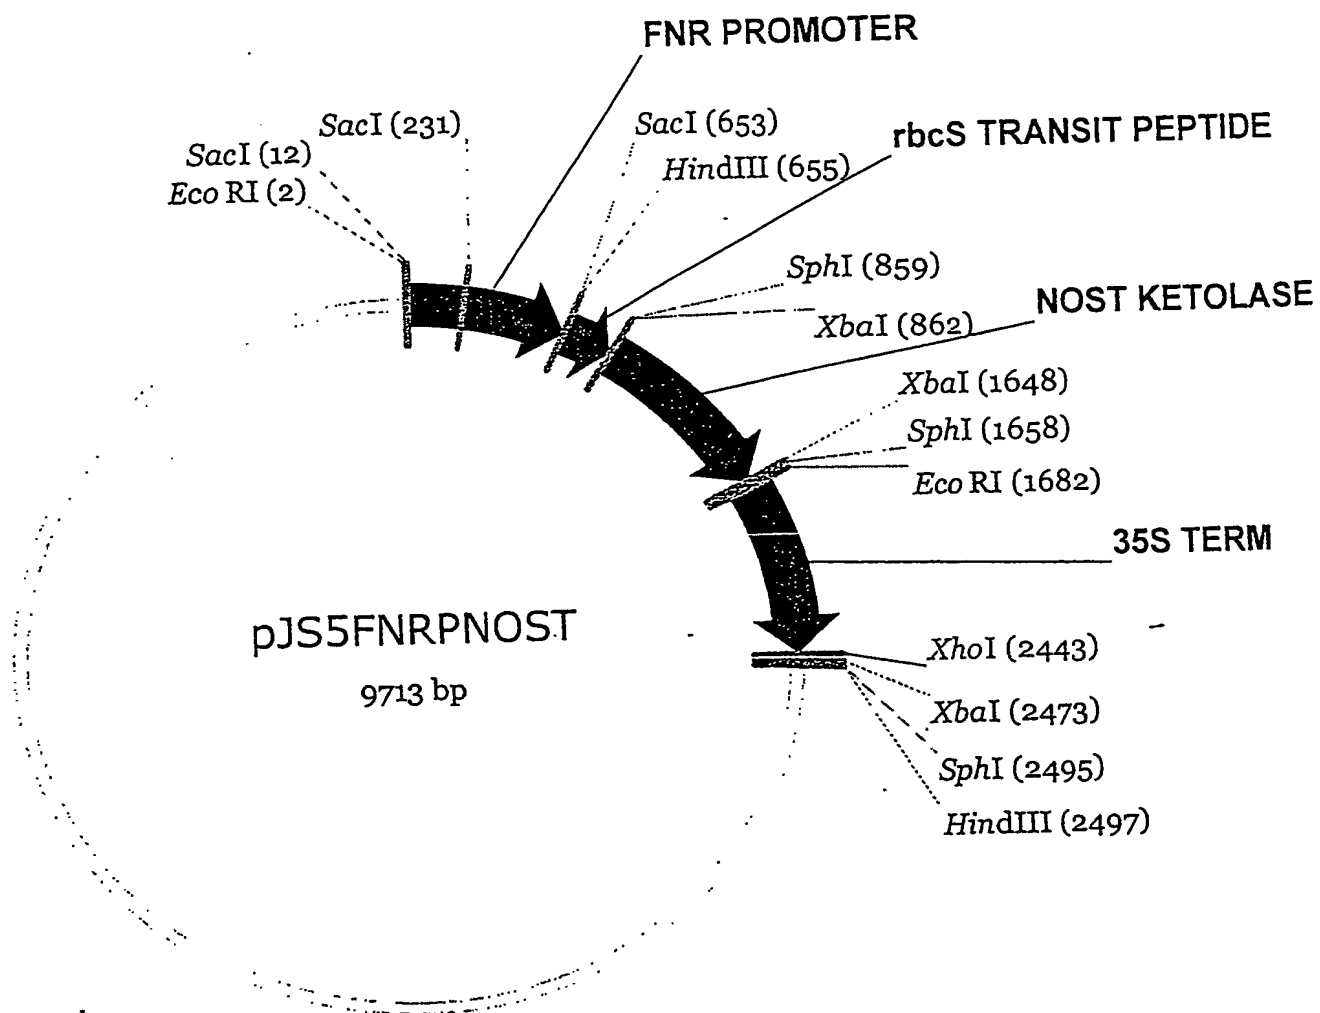 FNR PROMOTER
SacI (231)
SacI (653)
rbcS TRANSIT PEPTIDE
SacI (12)
HindIII (655)
Eco RI (2)
SphI (859)
NOST KETOLASE
XbaI (862)
XbaI (1648)
SphI (1658)
Eco RI (1682)
35S TERM
pJS5FNRPNOST
9713 bp
XhoI (2443)
XbaI (2473)
SphI (2495)
HindIII (2497)